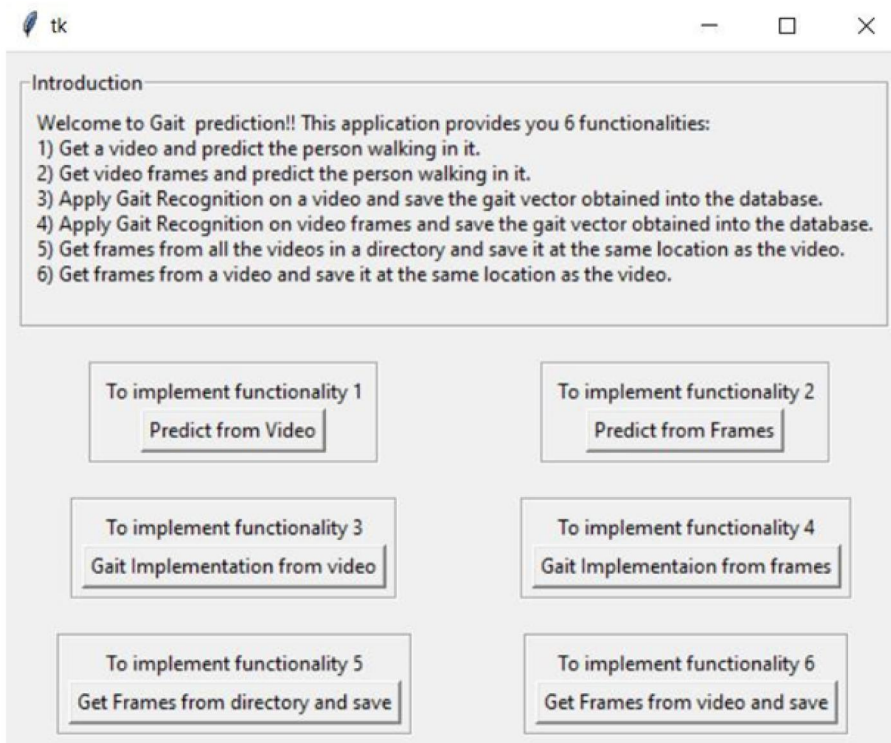 tk
Introduction
Welcome to Gait  prediction!! This application provides you 6 functionalities:
1) Get a video and predict the person walking in it.
2) Get video frames and predict the person walking in it.
3) Apply Gait Recognition on a video and save the gait vector obtained into the database.
4) Apply Gait Recognition on video frames and save the gait vector obtained into the database.
5) Get frames from all the videos in a directory and save it at the same location as the video.
6) Get frames from a video and save it at the same location as the video.
To implement functionality 1
Predict from Video
To implement functionality 2
Predict from Frames
To implement functionality 3
Gait Implementation from video
To implement functionality 4
Gait Implementaion from frames
To implement functionality 5
Get Frames from directory and save
To implement functionality 6
Get Frames from video and save